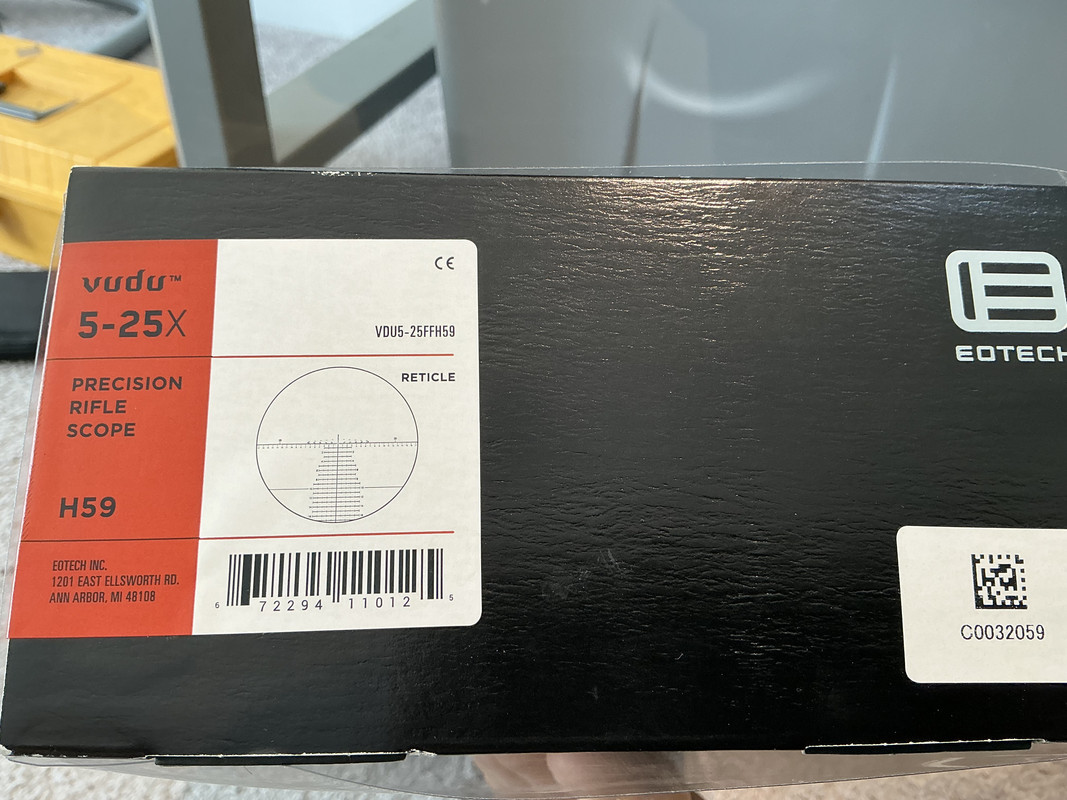 vudu™
5-25X
PRECISION
RIFLE
SCOPE
H59
EOTECH INC.
1201 EAST ELLSWORTH RD.
ANN ARBOR, MI 48108
CE
VDU5-25FFH59
RETICLE
6 72294 11012 5
EOTECH
C0032059